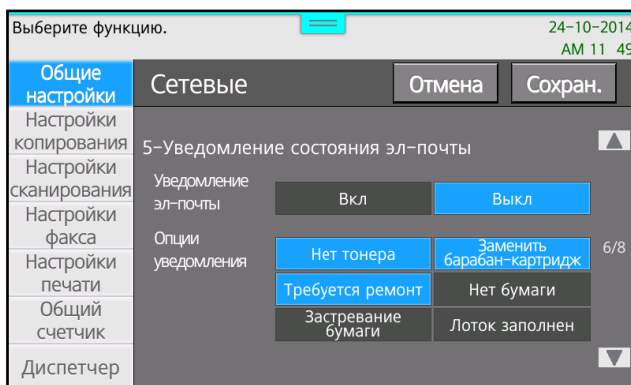 Выберите функцию.
24-10-2014
AM 11 49
Общие
настройки
Настройки
копирования
Настройки
сканирования
Настройки
факса
Настройки
печати
Общий
счетчик
Диспетчер
Сетевые
Отмена
Сохран.
5-Уведомлении состояния эл-почты
Уведомление
эл-почты
Вкл
Выкл
Опции
уведомления
Нет тонера
Заменить
барабан-картридж
6/8
Требуется ремонт
Нет бумаги
Застревание
бумаги
Лоток заполнен